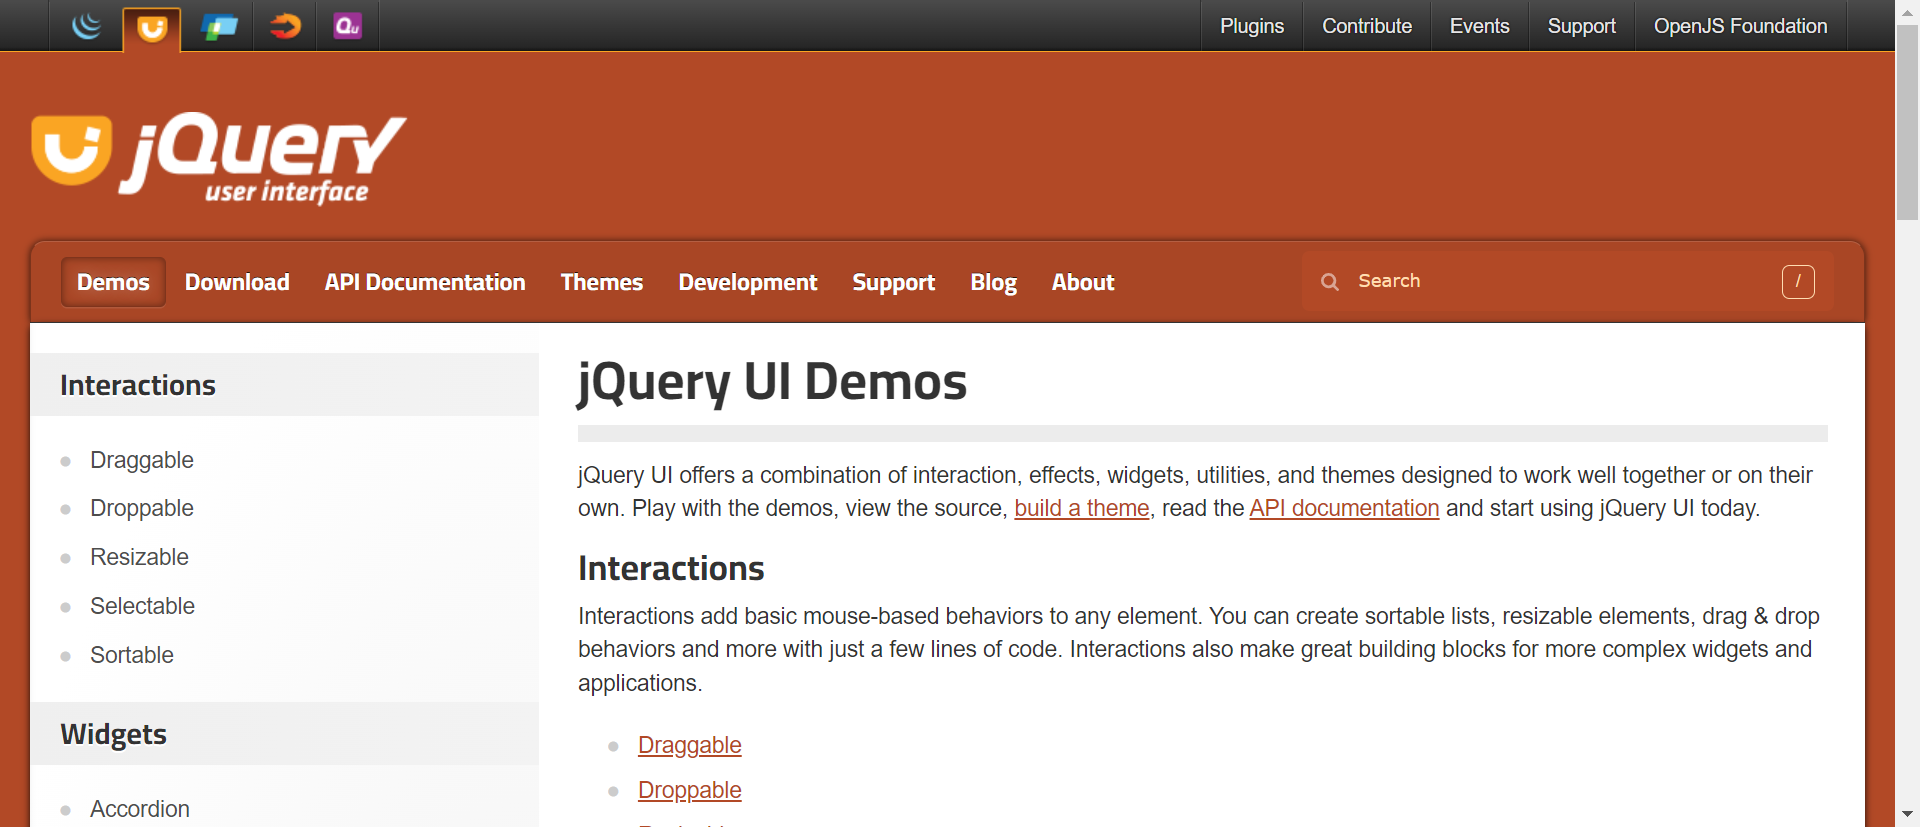 Qu
Plugins
Contribute
Events
Support
OpenJS Foundation
jQuery
user interface
Demos
Download
API Documentation
Themes
Development
Support
Blog
About
Search
/
Interactions
Draggable
Droppable
Resizable
Selectable
Sortable
Widgets
Accordion
jQuery UI Demos
jQuery UI offers a combination of interaction, effects, widgets, utilities, and themes designed to work well together or on their
own. Play with the demos, view the source, build a theme, read the API documentation and start using jQuery UI today.
Interactions
Interactions add basic mouse-based behaviors to any element. You can create sortable lists, resizable elements, drag & drop
behaviors and more with just a few lines of code. Interactions also make great building blocks for more complex widgets and
applications.
Draggable
Droppable